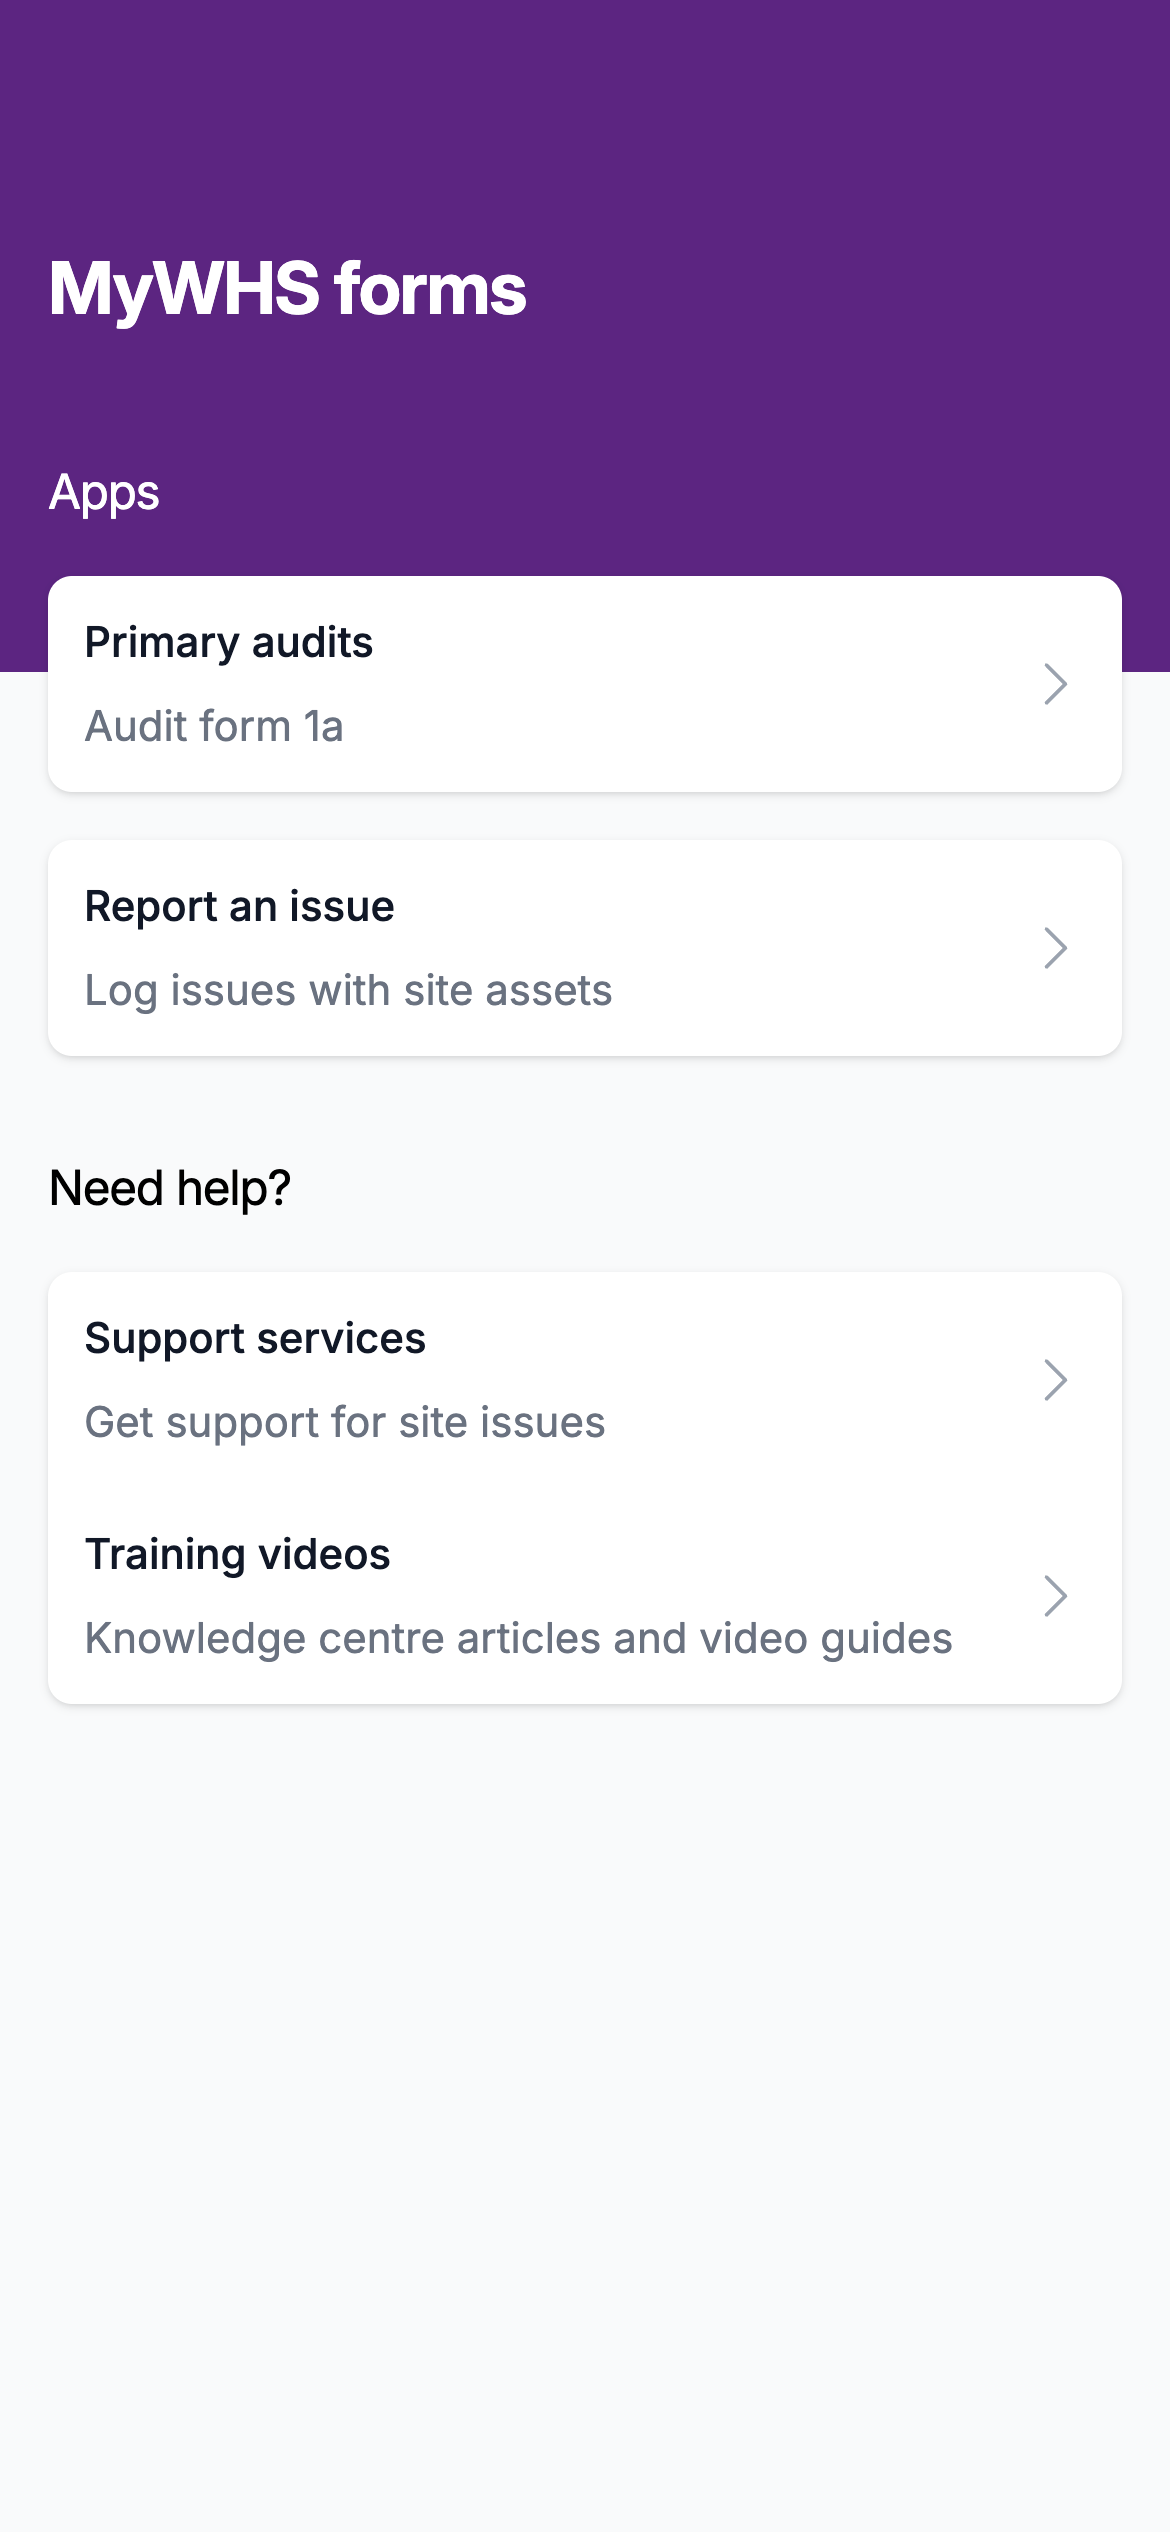 MyWHS forms
Apps
Primary audits
Audit form 1a
Report an issue
Log issues with site assets
Need help?
Support services
Get support for site issues
Training videos
Knowledge centre articles and video guides